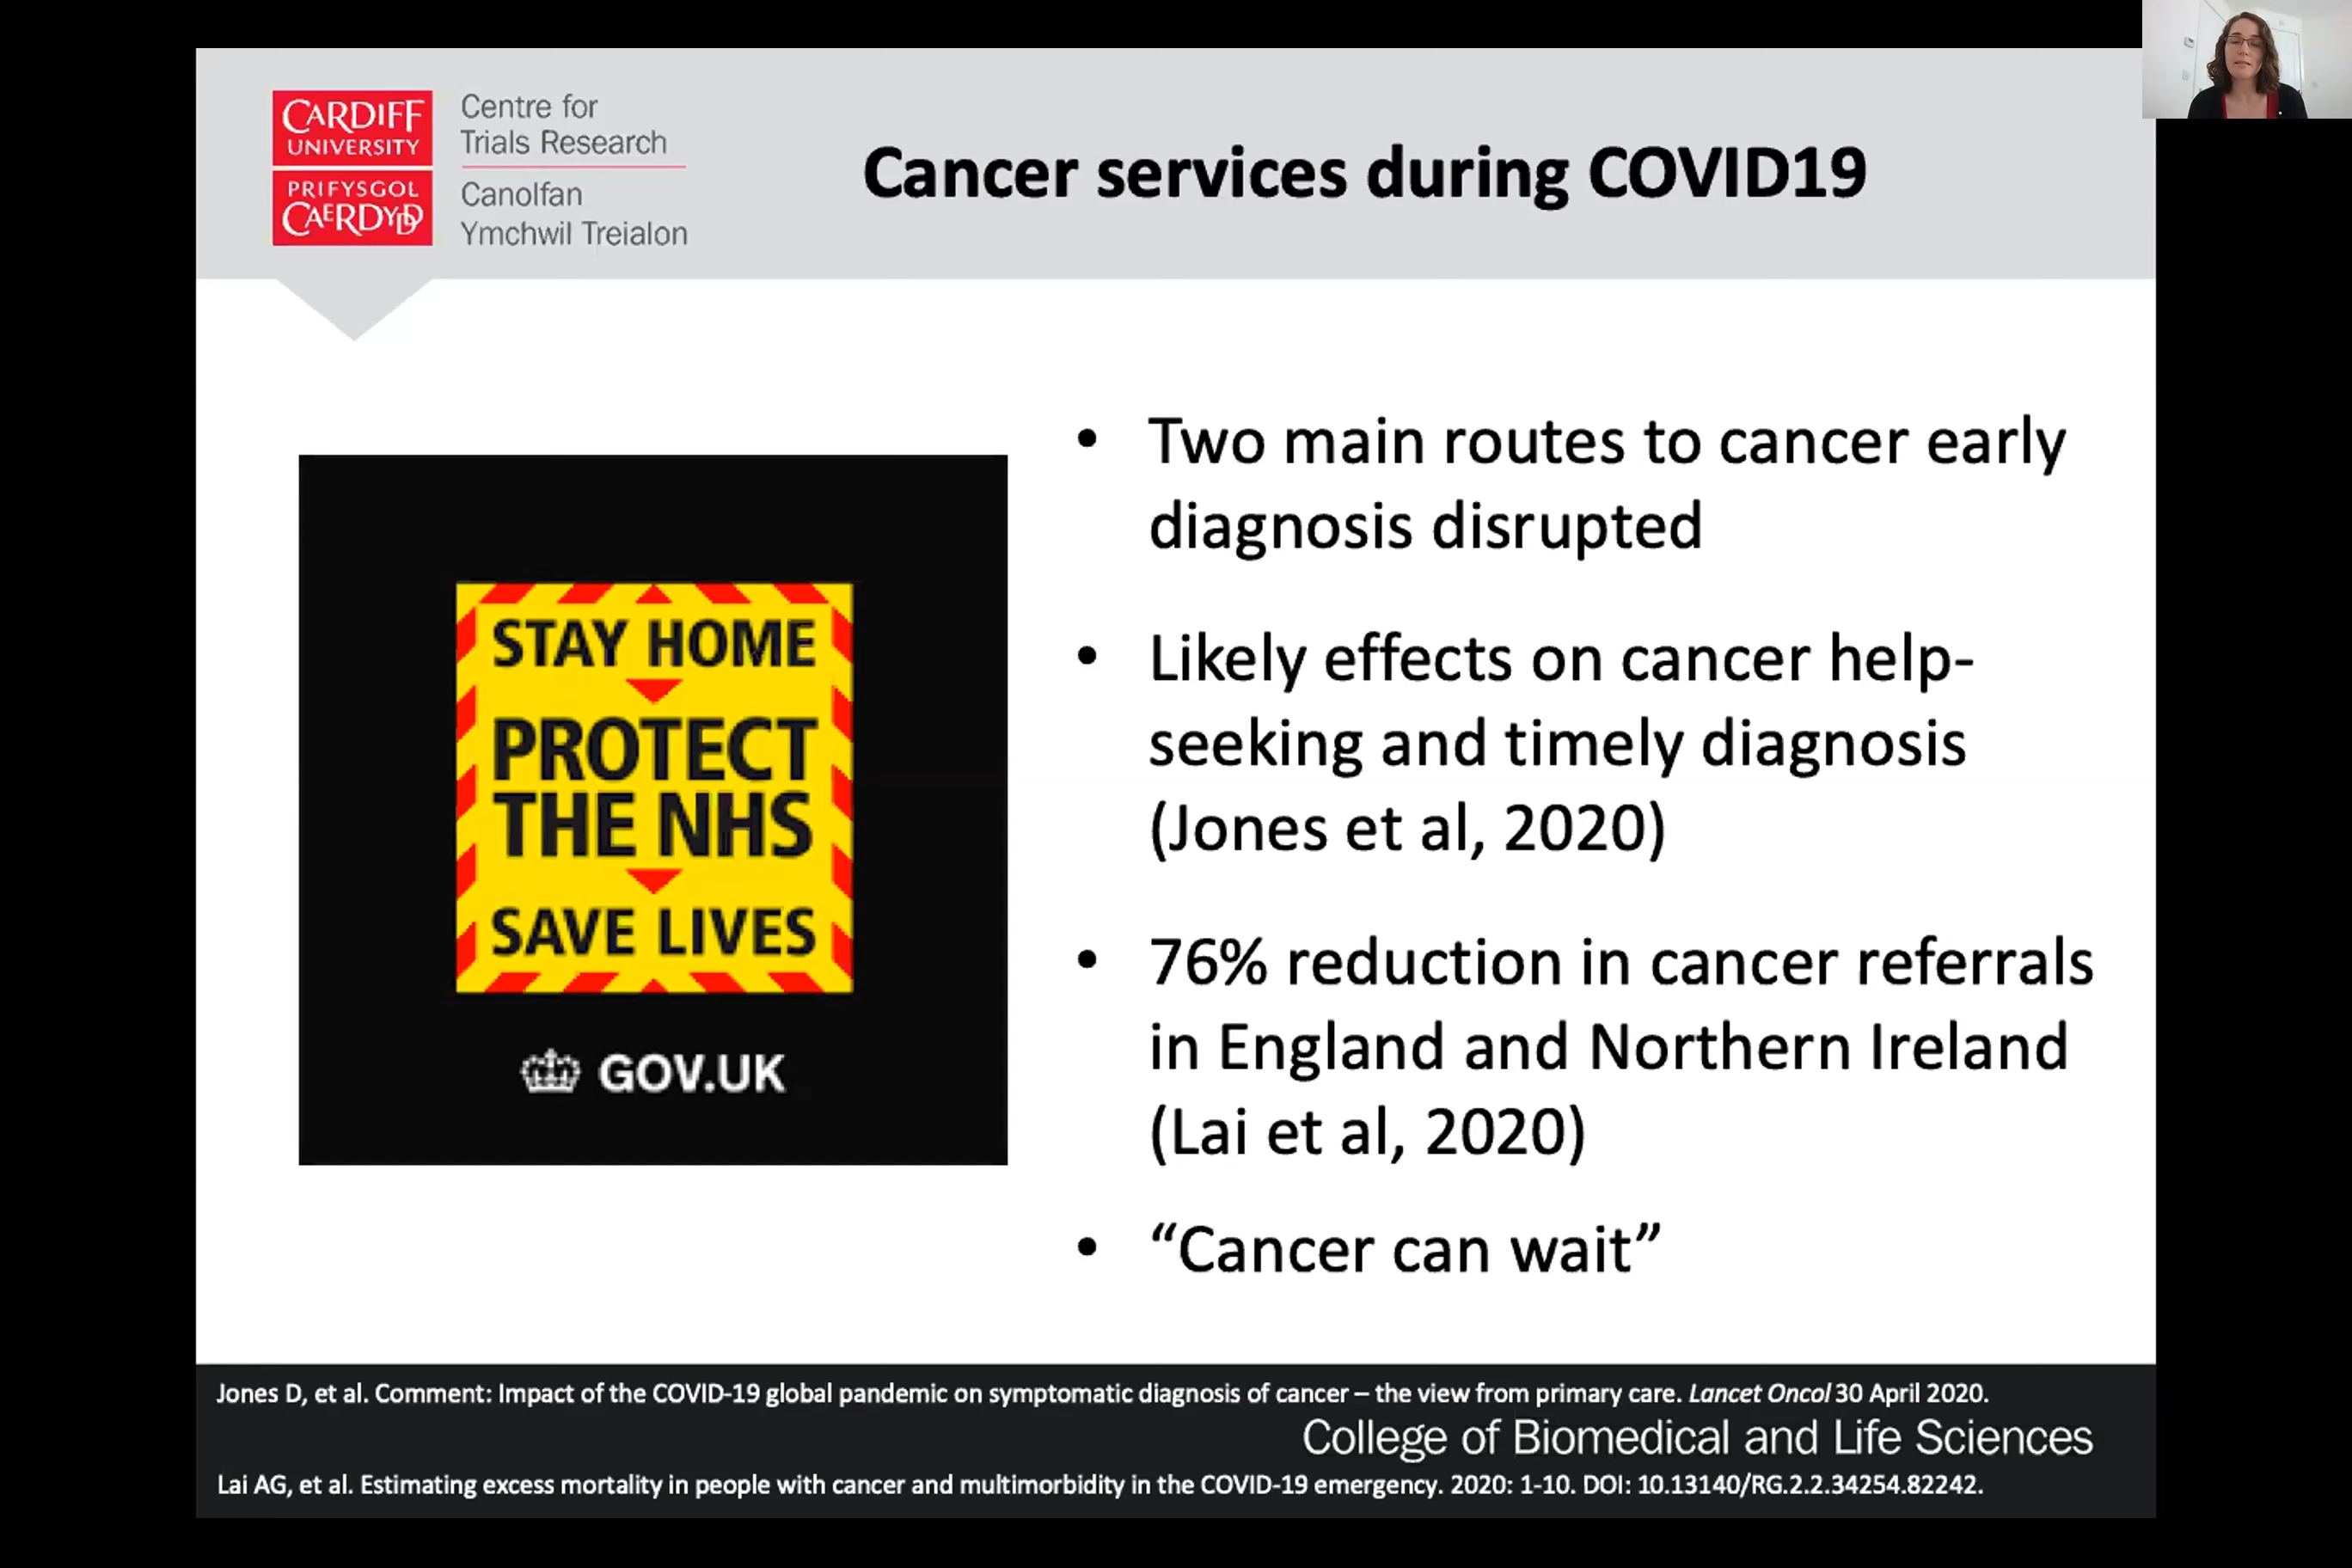 CARDIFF
UNIVERSITY
PRIFYSGOL
CAERDYDD
Centre for
Trials Research
Canolfan
Ymchwil Treialon
Cancer services during COVID19
STAY HOME
PROTECT
THE NHS
SAVE LIVES
GOV.UK
• Two main routes to cancer early
diagnosis disrupted
• Likely effects on cancer help-
seeking and timely diagnosis
(Jones et al, 2020)
• 76% reduction in cancer referrals
in England and Northern Ireland
(Lai et al, 2020)
• “Cancer can wait”
Jones D, et al. Comment: Impact of the COVID-19 global pandemic on symptomatic diagnosis of cancer – the view from primary care. Lancet Oncol 30 April 2020.
College of Biomedical and Life Sciences
Lai AG, et al. Estimating excess mortality in people with cancer and multimorbidity in the COVID-19 emergency. 2020: 1-10. DOI: 10.13140/RG.2.2.34254.82242.